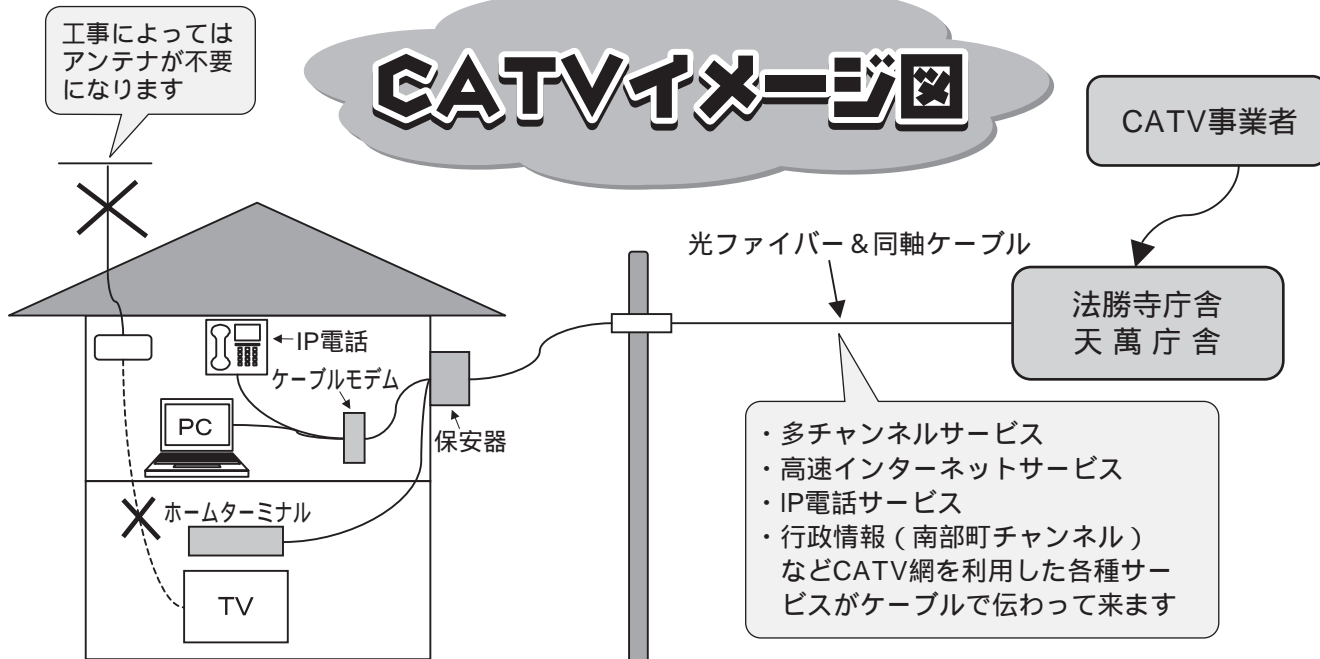 工事によっては
アンテナが不要
になります
CATVイメージ図
CATV事業者
光ファイバー＆同軸ケーブル
法勝寺庁舎
天萬庁舎
IP電話
ケーブルモデム
PC
保安器
ホームターミナル
TV
・多チャンネルサービス
・高速インターネットサービス
・IP電話サービス
・行政情報（南部町チャンネル）
などCATV網を利用した各種サー
ビスがケーブルで伝わって来ます